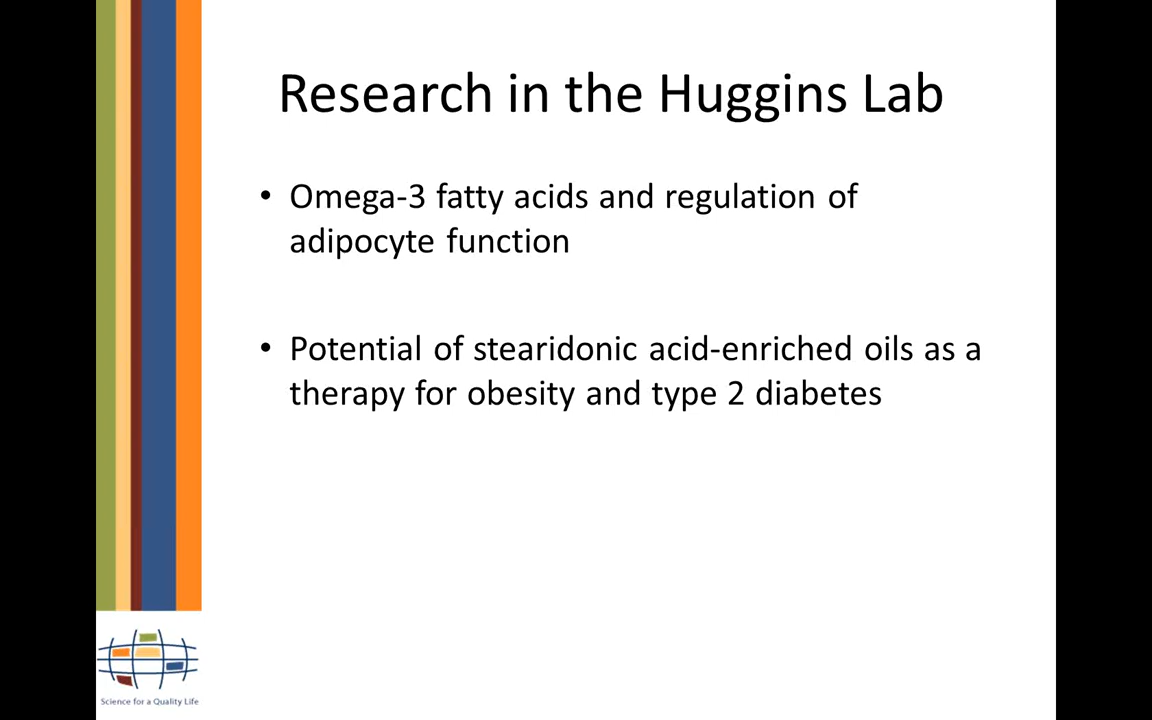 Research in the Huggins Lab
• Omega-3 fatty acids and regulation of
adipocyte function
• Potential of stearidonic acid-enriched oils as a
therapy for obesity and type 2 diabetes
Science for a Quality Life